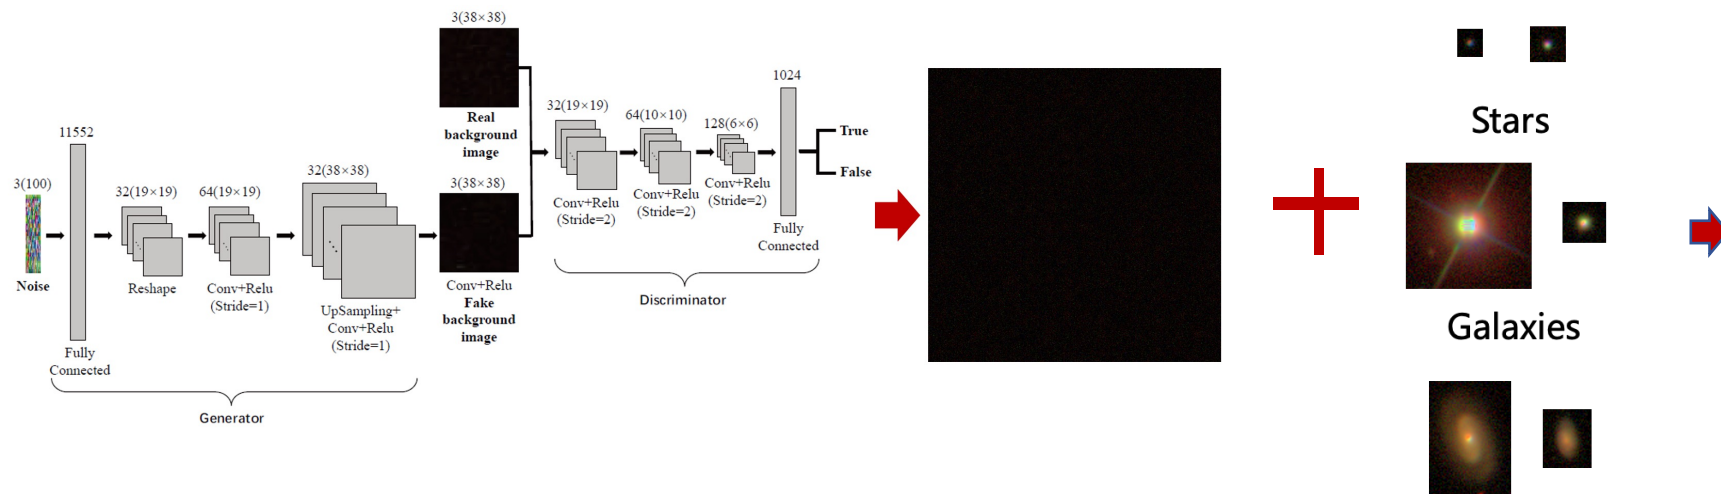 3(100)
Noise
11552
Fully
Connected
32(19×19)
Reshape
64(19×19)
Conv+Relu
(Stride=1)
32(38×38)
UpSampling+
Conv+Relu
(Stride=1)
Generator
3(38×38)
Real
background
image
3(38×38)
Conv+Relu
Fake
background
image
32(19×19)
Conv+Relu
(Stride=2)
64(10×10)
Conv+Relu
(Stride=2)
128(6×6)
Conv+Relu
(Stride=2)
1024
Fully
Connected
True
False
Discriminator
Stars
Galaxies